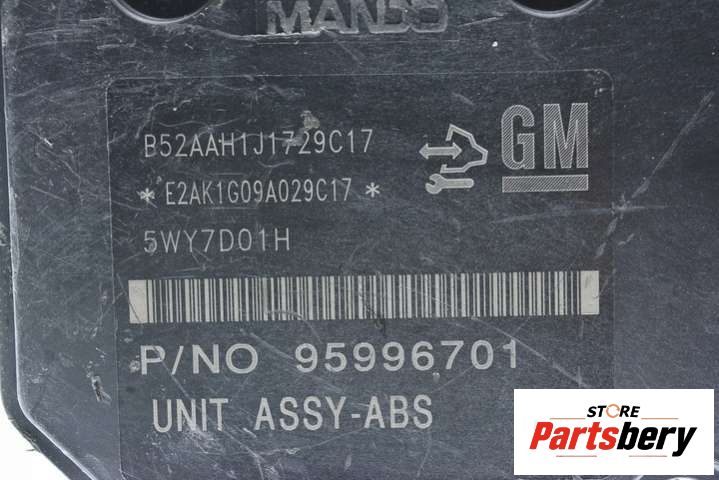 MANDO
B52AAH1J1729C17
GM
* E2AK1G09A029C17 *
5WY7D01H
P/NO 95996701
UNIT ASSY-ABS
STORE
Partsbery